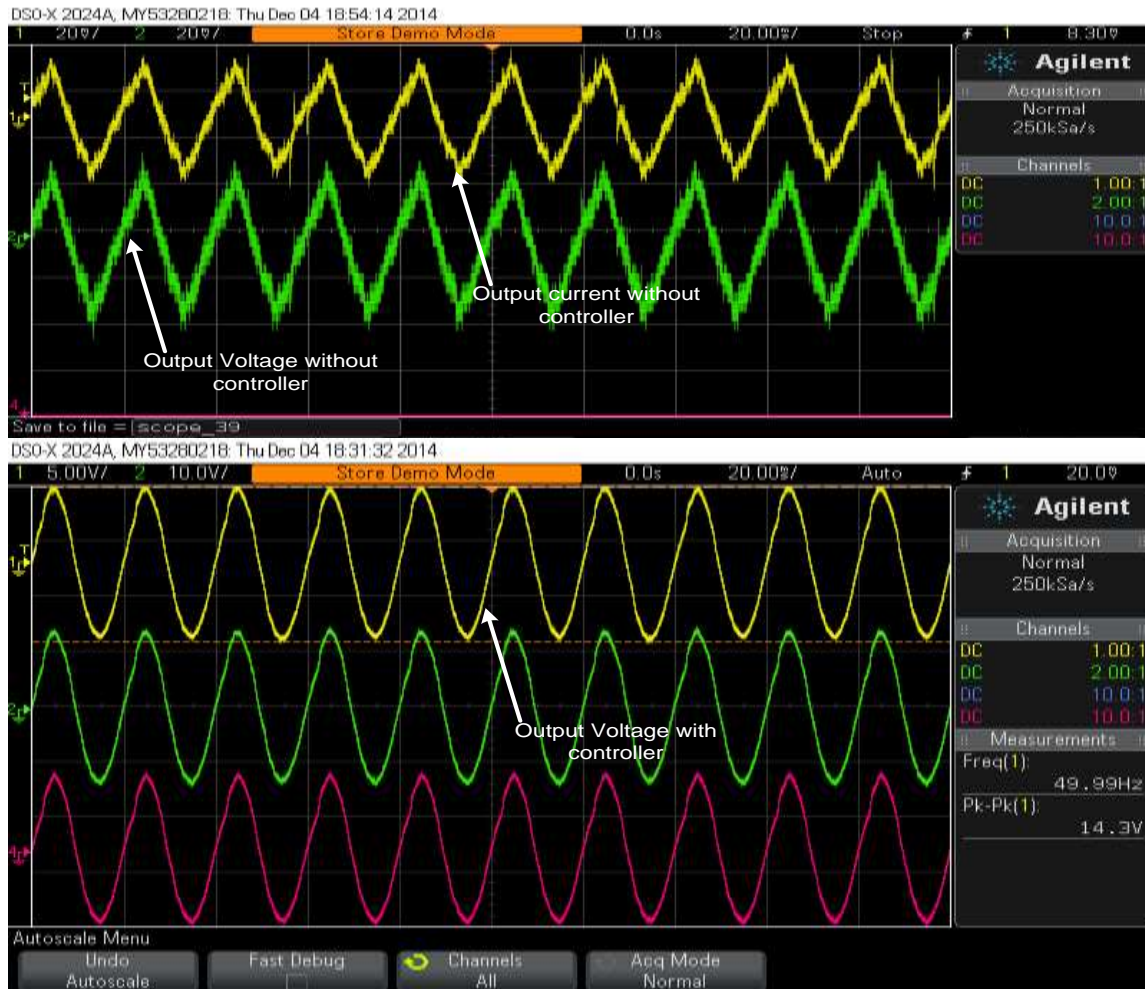 DSO-X 2024A, MY53280218: Thu Dec 04 18:54:14 2014
1 20V/ 2 20V/ Store Demo Mode 0.0s 20.00ms/ Stop 1 8.30V
Agilent
Acquisition
Normal
250kSa/s
Channels
DC 1.00:1
DC 2.00:1
DC 10.0:1
DC 10.0:1
Output current without
controller
Output Voltage without
controller
Save to file = scope_39
DSO-X 2024A, MY53280218: Thu Dec 04 18:31:32 2014
1 5.00V/ 2 10.0V/ Store Demo Mode 0.0s 20.00ms/ Auto 1 20.0V
Agilent
Acquisition
Normal
250kSa/s
Channels
DC 1.00:1
DC 2.00:1
DC 10.0:1
DC 10.0:1
Measurements
Freq(1):
49.99Hz
Pk-Pk(1):
14.3V
Output Voltage with
controller
Autoscale Menu
Undo
Autoscale
Fast Debug
Channels
All
Acq Mode
Normal